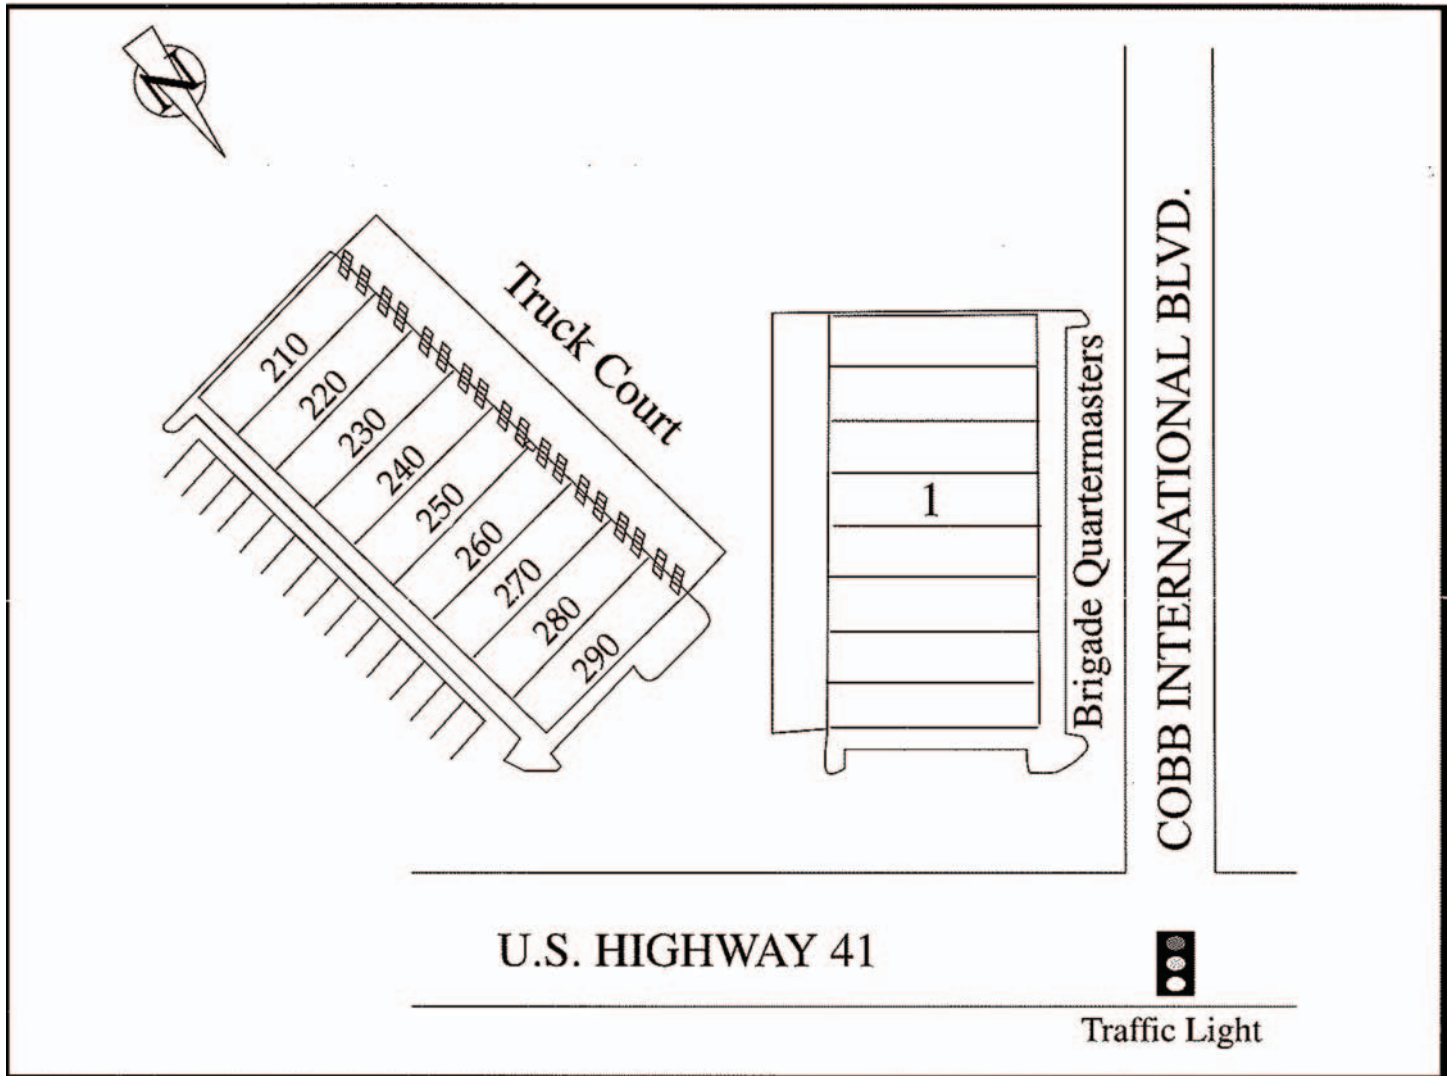 N
Truck Court
210
220
230
240
250
260
270
280
290
1
Brigade Quartermasters
COBB INTERNATIONAL BLVD.
U.S. HIGHWAY 41
Traffic Light